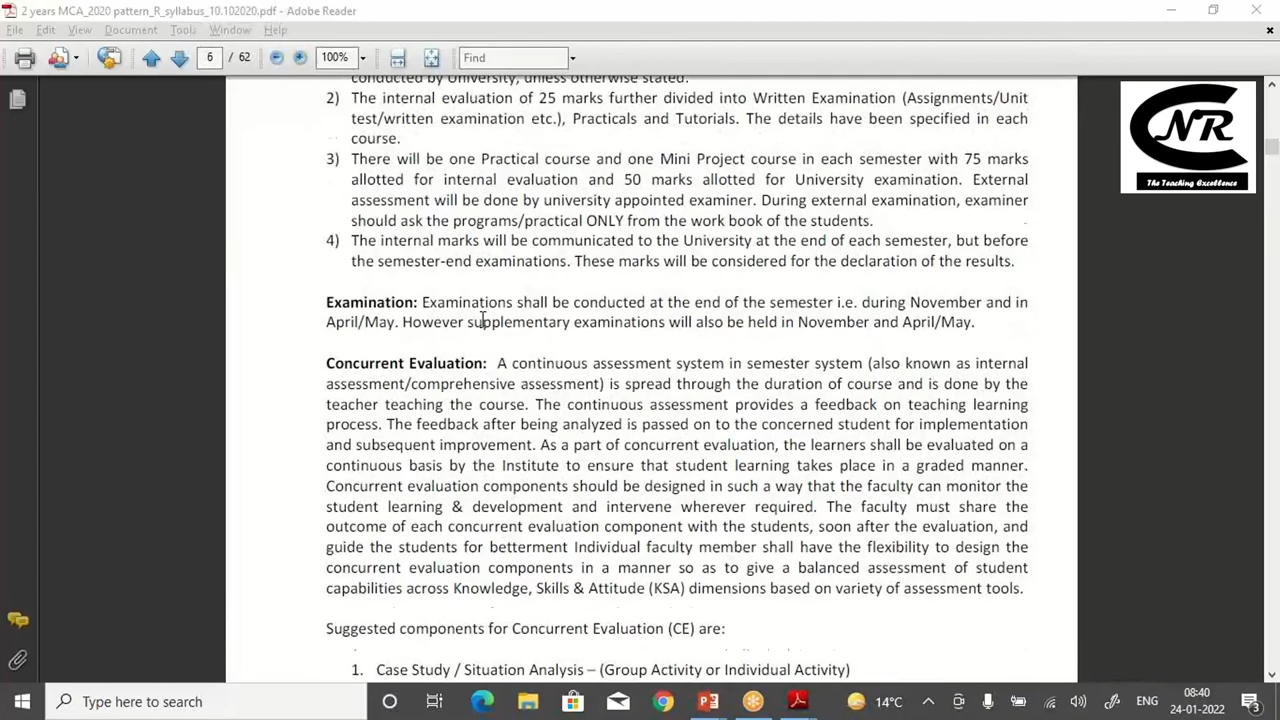 2 years MCA_2020 pattern_R_syllabus_10.102020.pdf - Adobe Reader
File Edit View Document Tools Window Help
6 / 62 100% Find
conducted by University, unless otherwise stated.
2) The internal evaluation of 25 marks further divided into Written Examination (Assignments/Unit
test/written examination etc.), Practicals and Tutorials. The details have been specified in each
course.
3) There will be one Practical course and one Mini Project course in each semester with 75 marks
allotted for internal evaluation and 50 marks allotted for University examination. External
assessment will be done by university appointed examiner. During external examination, examiner
should ask the programs/practical ONLY from the work book of the students.
4) The internal marks will be communicated to the University at the end of each semester, but before
the semester-end examinations. These marks will be considered for the declaration of the results.
Examination: Examinations shall be conducted at the end of the semester i.e. during November and in
April/May. However supplementary examinations will also be held in November and April/May.
Concurrent Evaluation: A continuous assessment system in semester system (also known as internal
assessment/comprehensive assessment) is spread through the duration of course and is done by the
teacher teaching the course. The continuous assessment provides a feedback on teaching learning
process. The feedback after being analyzed is passed on to the concerned student for implementation
and subsequent improvement. As a part of concurrent evaluation, the learners shall be evaluated on a
continuous basis by the Institute to ensure that student learning takes place in a graded manner.
Concurrent evaluation components should be designed in such a way that the faculty can monitor the
student learning & development and intervene wherever required. The faculty must share the
outcome of each concurrent evaluation component with the students, soon after the evaluation, and
guide the students for betterment Individual faculty member shall have the flexibility to design the
concurrent evaluation components in a manner so as to give a balanced assessment of student
capabilities across Knowledge, Skills & Attitude (KSA) dimensions based on variety of assessment tools.
Suggested components for Concurrent Evaluation (CE) are:
1. Case Study / Situation Analysis – (Group Activity or Individual Activity)
CNR
The Teaching Excellence
Type here to search
14°C
ENG
08:40
24-01-2022
3